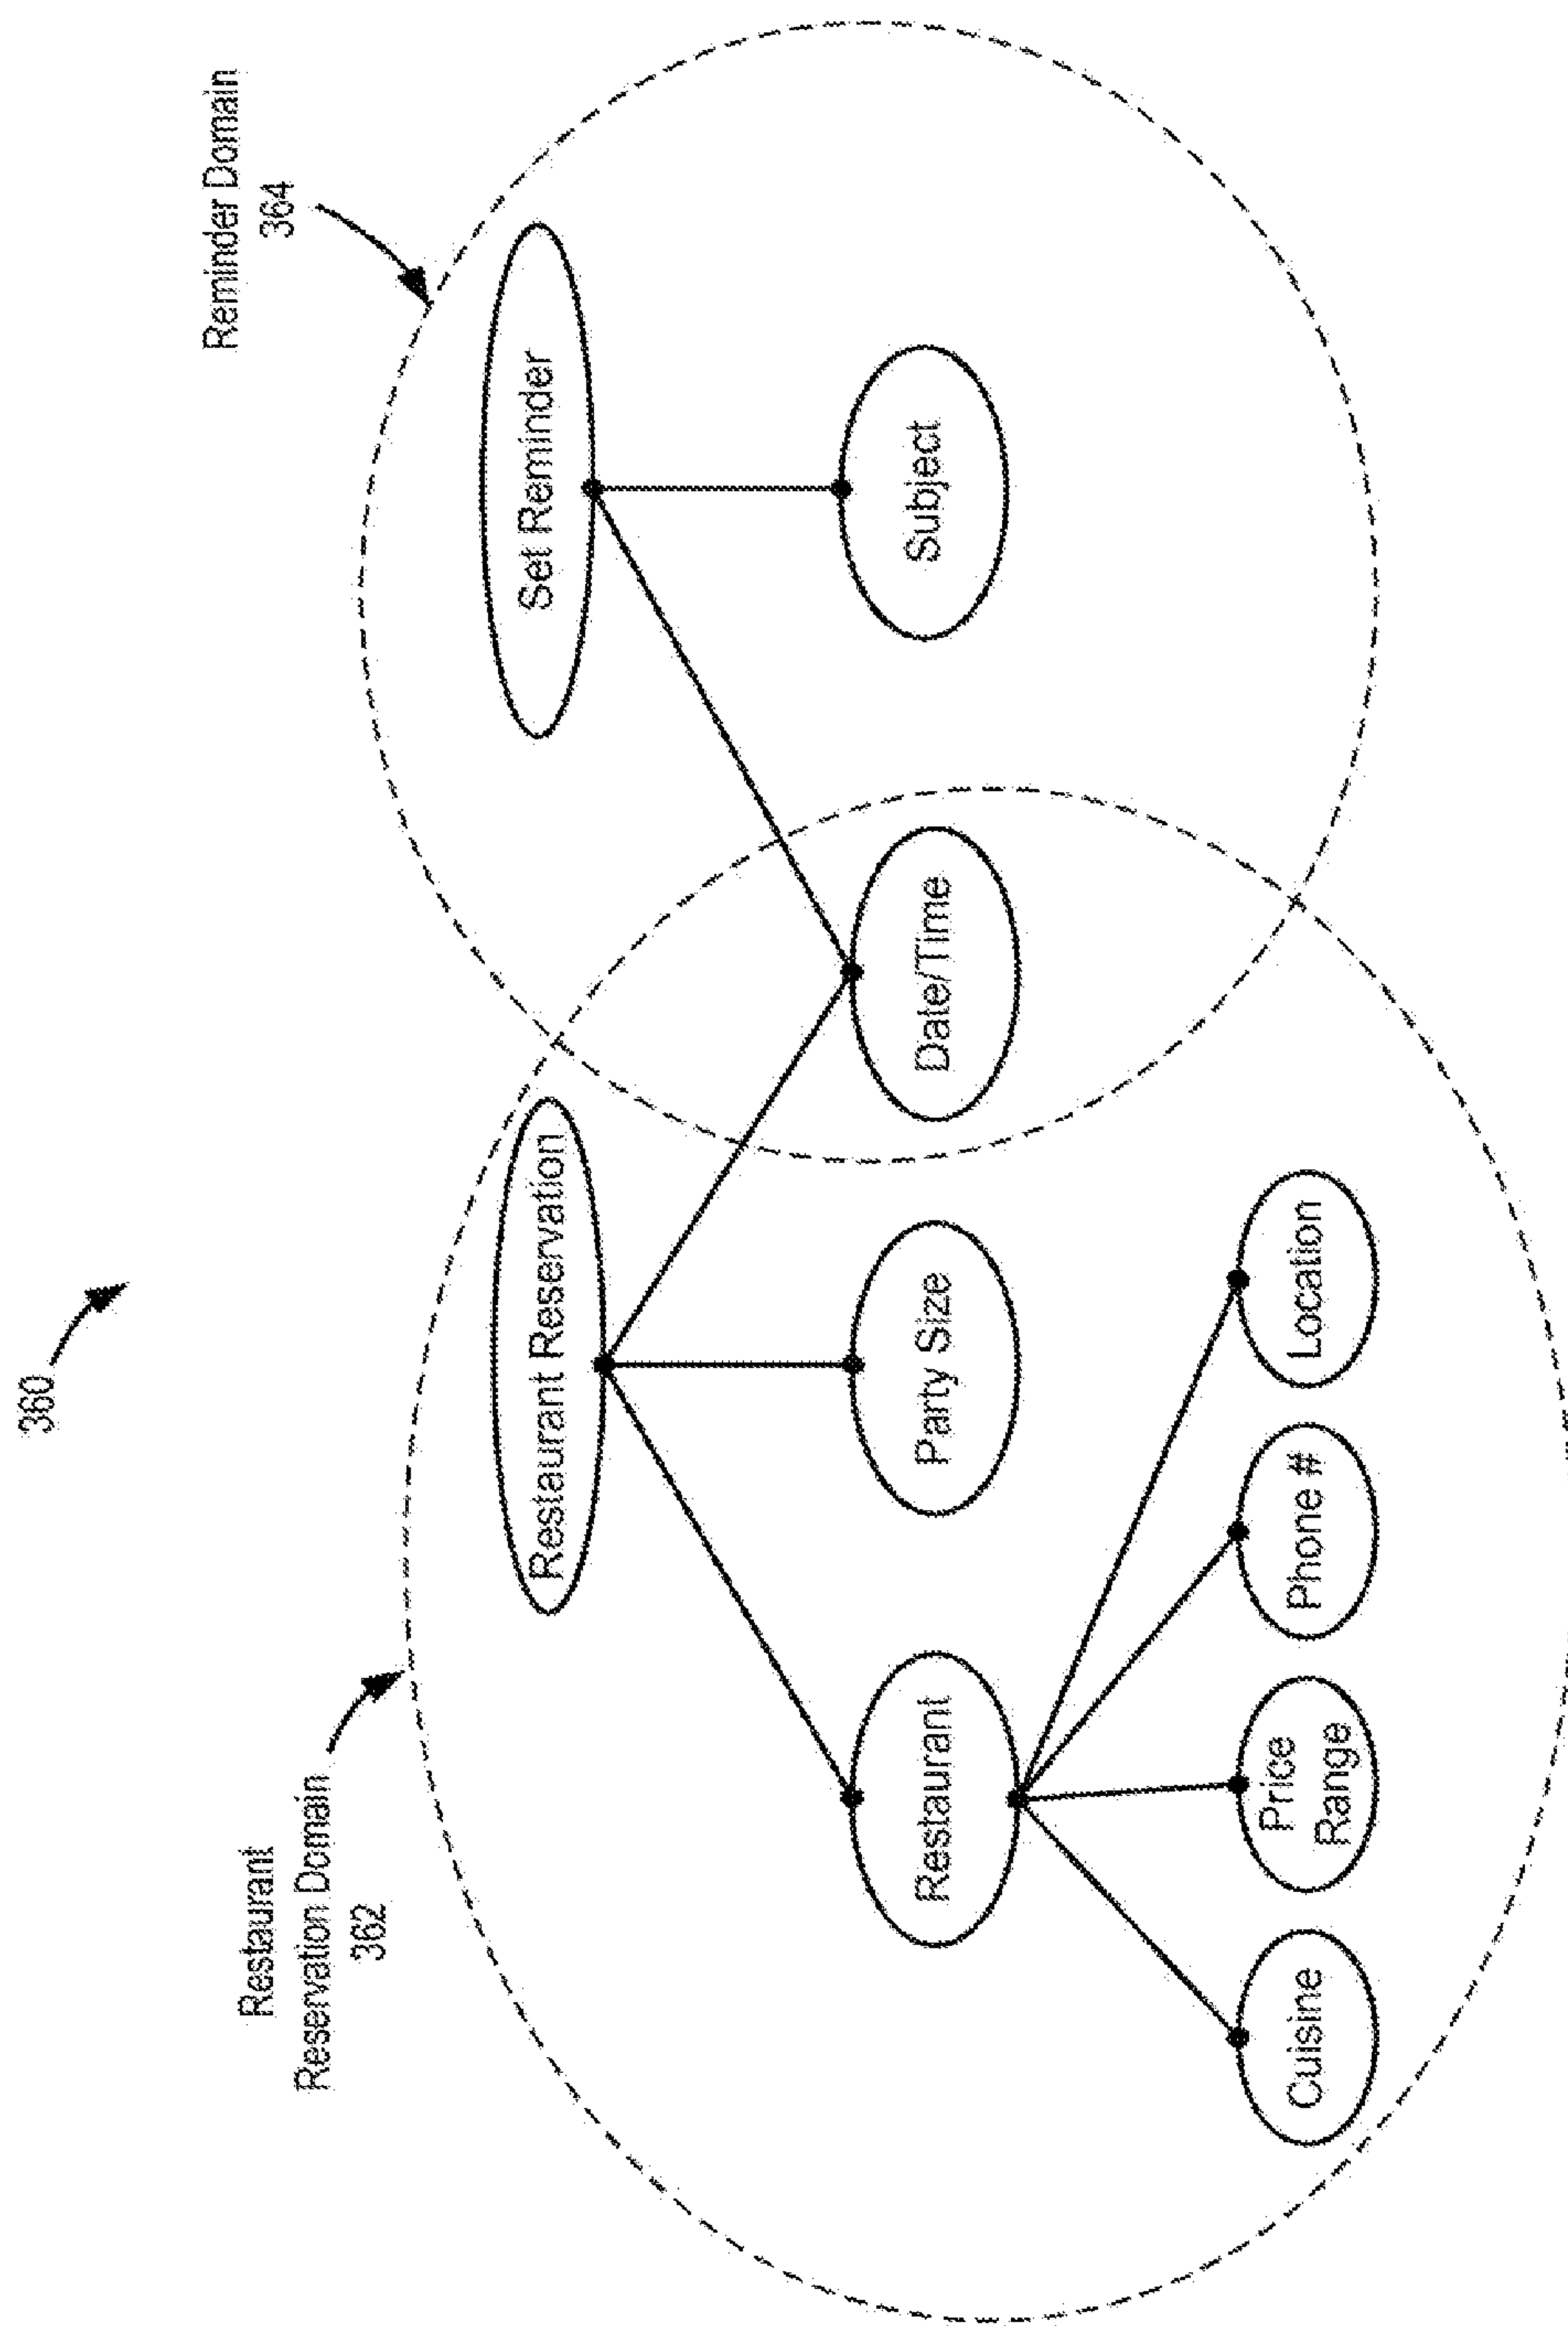 360
Restaurant
Reservation Domain
362
Reminder Domain
364
Restaurant Reservation
Set Reminder
Restaurant
Party Size
Date/Time
Subject
Cuisine
Price
Range
Phone #
Location